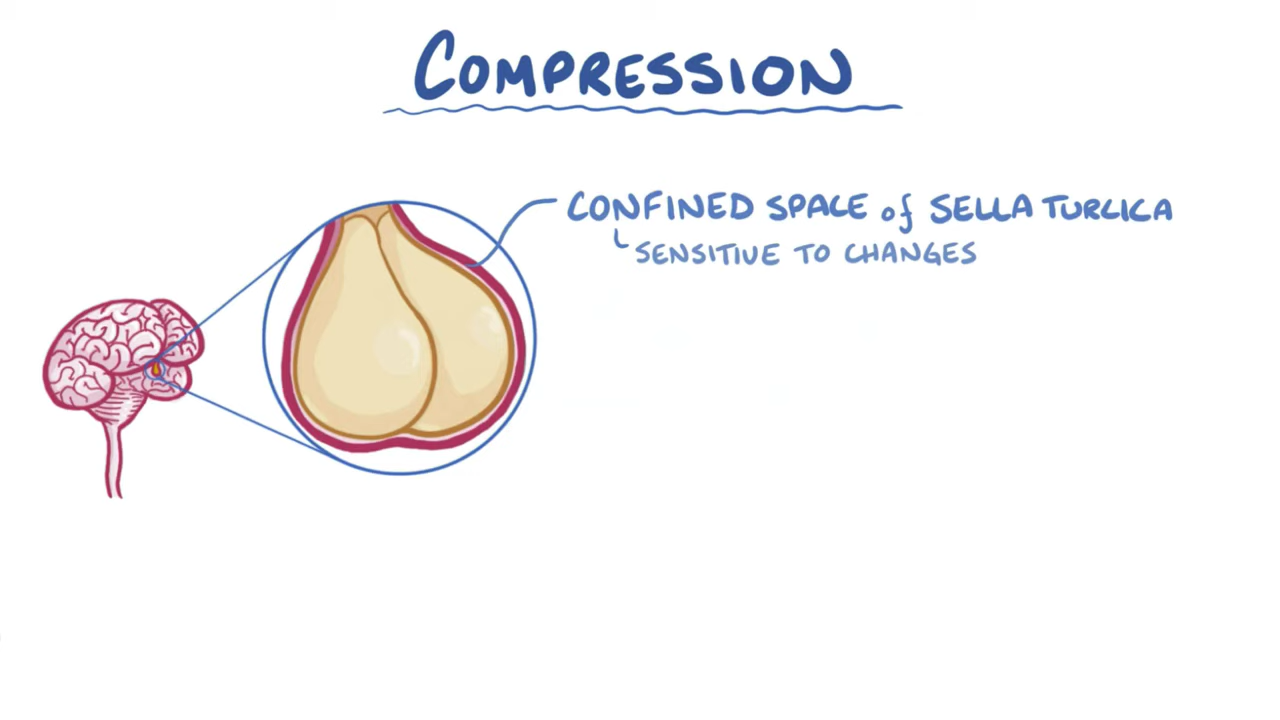 COMPRESSION
CONFINED SPACE of SELLA TURCICA
SENSITIVE TO CHANGES